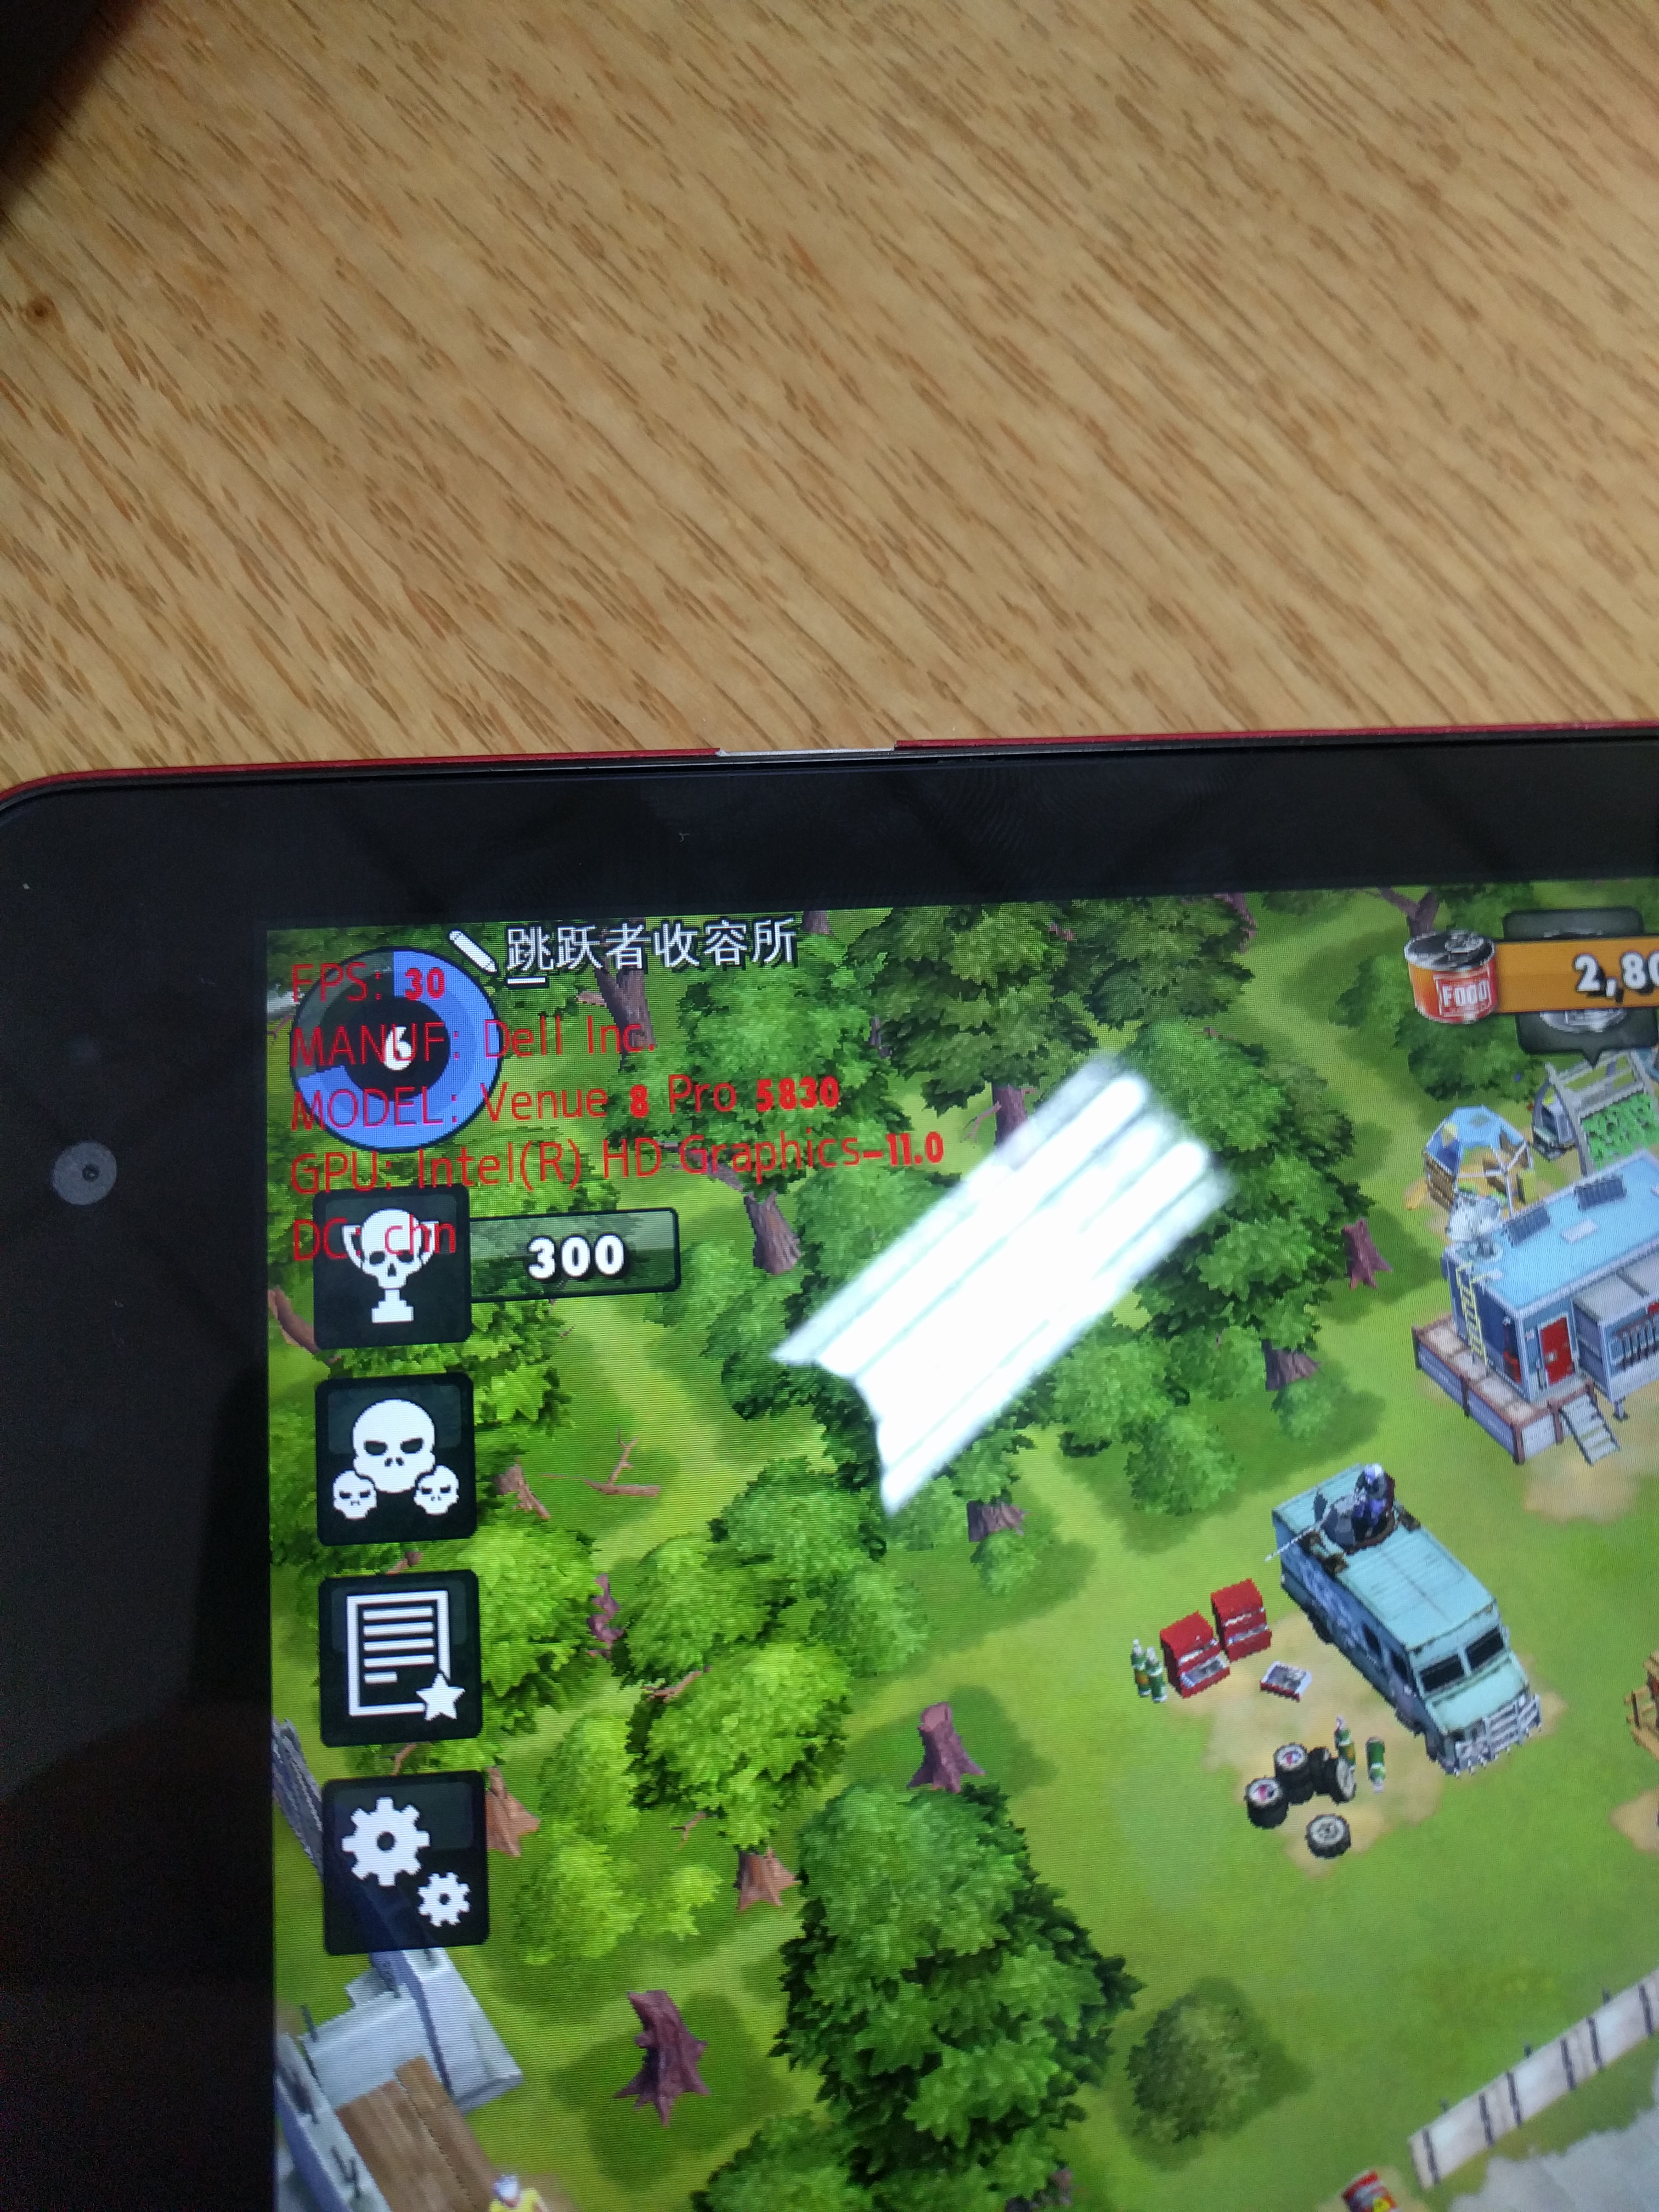 跳跃者收容所
FPS: 30
6
MANUF: Dell Inc.
MODEL: Venue 8 Pro 5830
GPU: Intel(R) HD Graphics-11.0
DC: chn
300
FOOD
2,80